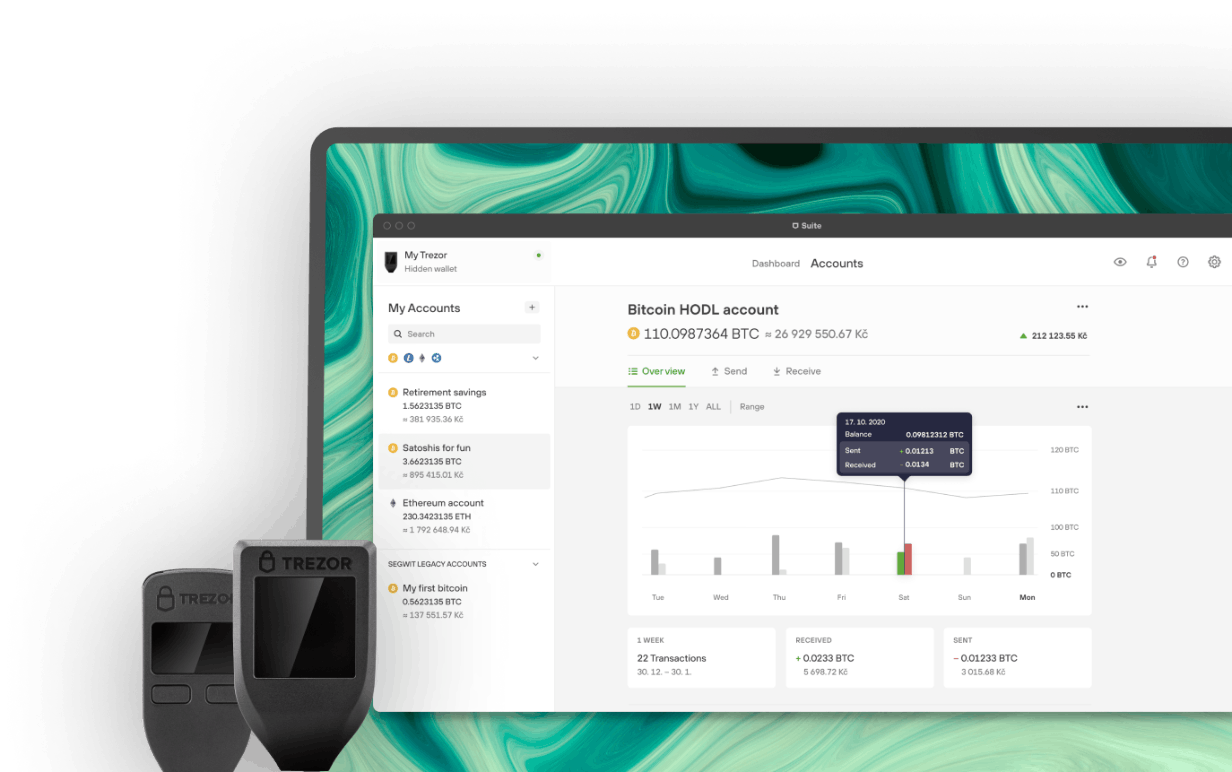 Suite
My Trezor
Hidden wallet
Dashboard Accounts
My Accounts +
Search
Retirement savings
1.5623135 BTC
≈ 381 935.36 Kč
Satoshis for fun
3.6623135 BTC
≈ 895 415.01 Kč
Ethereum account
230.3423135 ETH
≈ 1 792 648.94 Kč
SEGWIT LEGACY ACCOUNTS
My first bitcoin
0.5623135 BTC
≈ 137 551.57 Kč
Bitcoin HODL account
110.0987364 BTC ≈ 26 929 550.67 Kč
212 123.55 Kč
Overview Send Receive
1D 1W 1M 1Y ALL Range
17. 10. 2020
Balance 0.09812312 BTC
Sent + 0.01213 BTC
Received - 0.0134 BTC
120 BTC
110 BTC
100 BTC
50 BTC
0 BTC
Tue Wed Thu Fri Sat Sun Mon
1 WEEK
22 Transactions
30. 12. – 30. 1.
RECEIVED
+ 0.0233 BTC
5 698.72 Kč
SENT
– 0.01233 BTC
3 015.68 Kč
TREZOR
TREZO